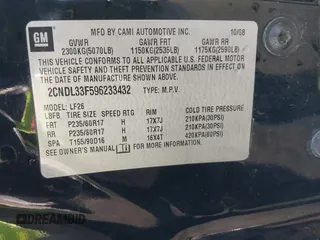 GM
MFD BY CAMI AUTOMOTIVE INC. 10/08
GVWR GAWR FRT GAWR RR
2300KG(5070LB) 1150KG(2535LB) 1175KG(2590LB)
THIS VEHICLE CONFORMS TO ALL APPLICABLE U.S. FEDERAL MOTOR
VEHICLE SAFETY AND THEFT PREVENTION STANDARDS IN EFFECT ON THE
DATE OF MANUFACTURE SHOWN ABOVE.
2CNDL33F596233432 TYPE: M.P.V.
MODEL: LF26
LBFB TIRE SIZE SPEED RTG RIM COLD TIRE PRESSURE
FRT P235/60R17 H 17X7J 210KPA(30PSI)
RR P235/60R17 H 17X7J 210KPA(30PSI)
SPA T155/90D16 M 16X4T 420KPA(60PSI)
SEE OWNER'S MANUAL
DREAMBID